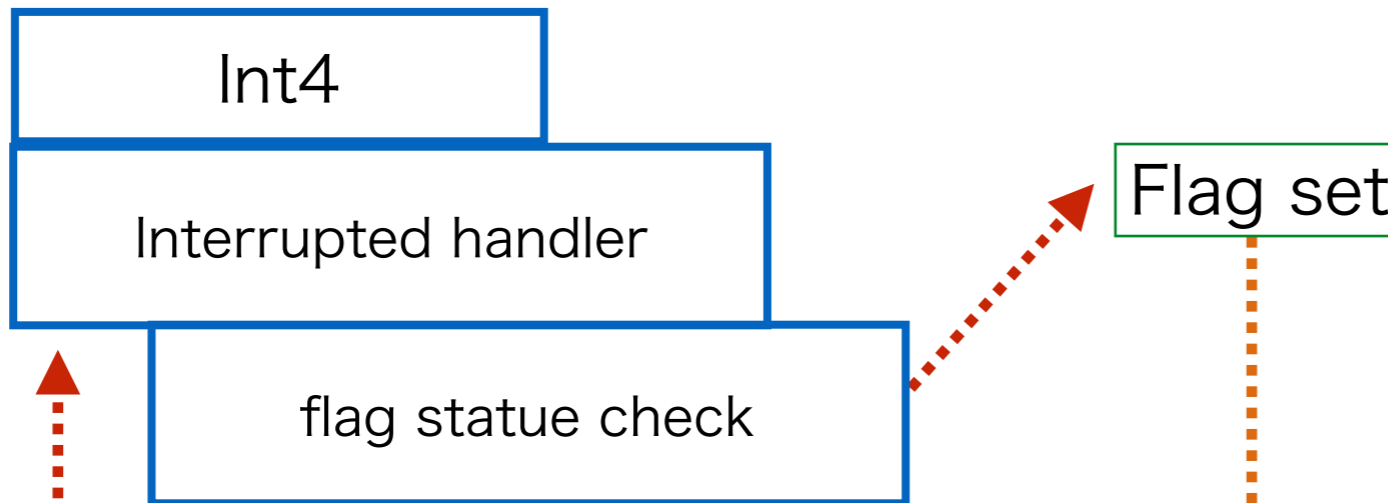 Int4
Interrupted handler
Flag set
flag statue check